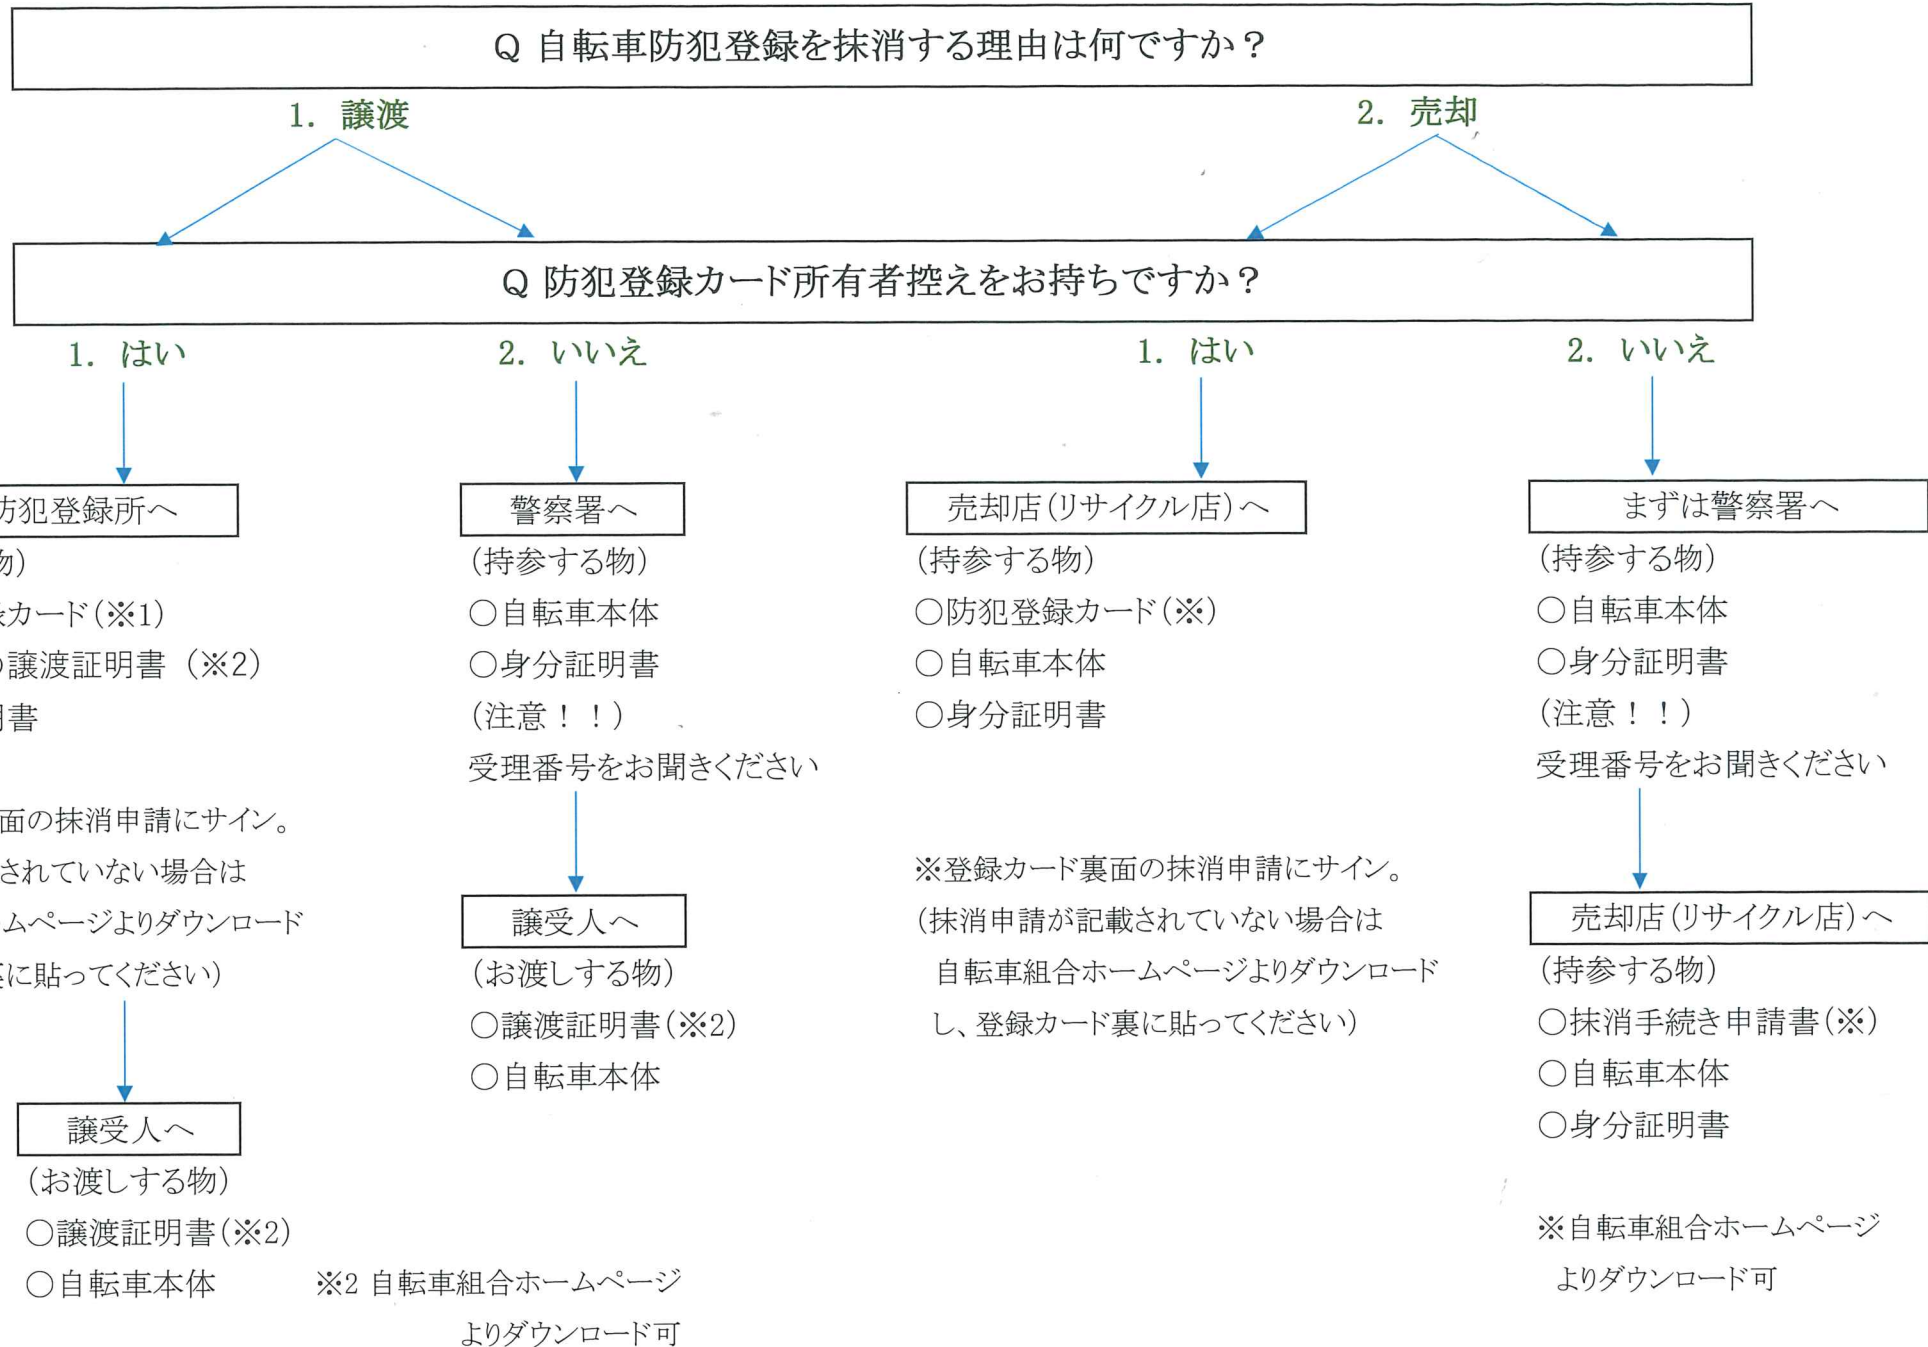 Q 自転車防犯登録を抹消する理由は何ですか？
1. 譲渡
2. 売却
Q 防犯登録カード所有者控えをお持ちですか？
1. はい
2. いいえ
1. はい
2. いいえ
防犯登録所へ
物)
録カード(※1)
の譲渡証明書 (※2)
明書
面の抹消申請にサイン。
されていない場合は
ームページよりダウンロード
裏に貼ってください)
譲受人へ
(お渡しする物)
○譲渡証明書(※2)
○自転車本体
警察署へ
(持参する物)
○自転車本体
○身分証明書
(注意！！)
受理番号をお聞きください
譲受人へ
(お渡しする物)
○譲渡証明書(※2)
○自転車本体
※2 自転車組合ホームページ
よりダウンロード可
売却店(リサイクル店)へ
(持参する物)
○防犯登録カード(※)
○自転車本体
○身分証明書
※登録カード裏面の抹消申請にサイン。
(抹消申請が記載されていない場合は
自転車組合ホームページよりダウンロード
し、登録カード裏に貼ってください)
まずは警察署へ
(持参する物)
○自転車本体
○身分証明書
(注意！！)
受理番号をお聞きください
売却店(リサイクル店)へ
(持参する物)
○抹消手続き申請書(※)
○自転車本体
○身分証明書
※自転車組合ホームページ
よりダウンロード可